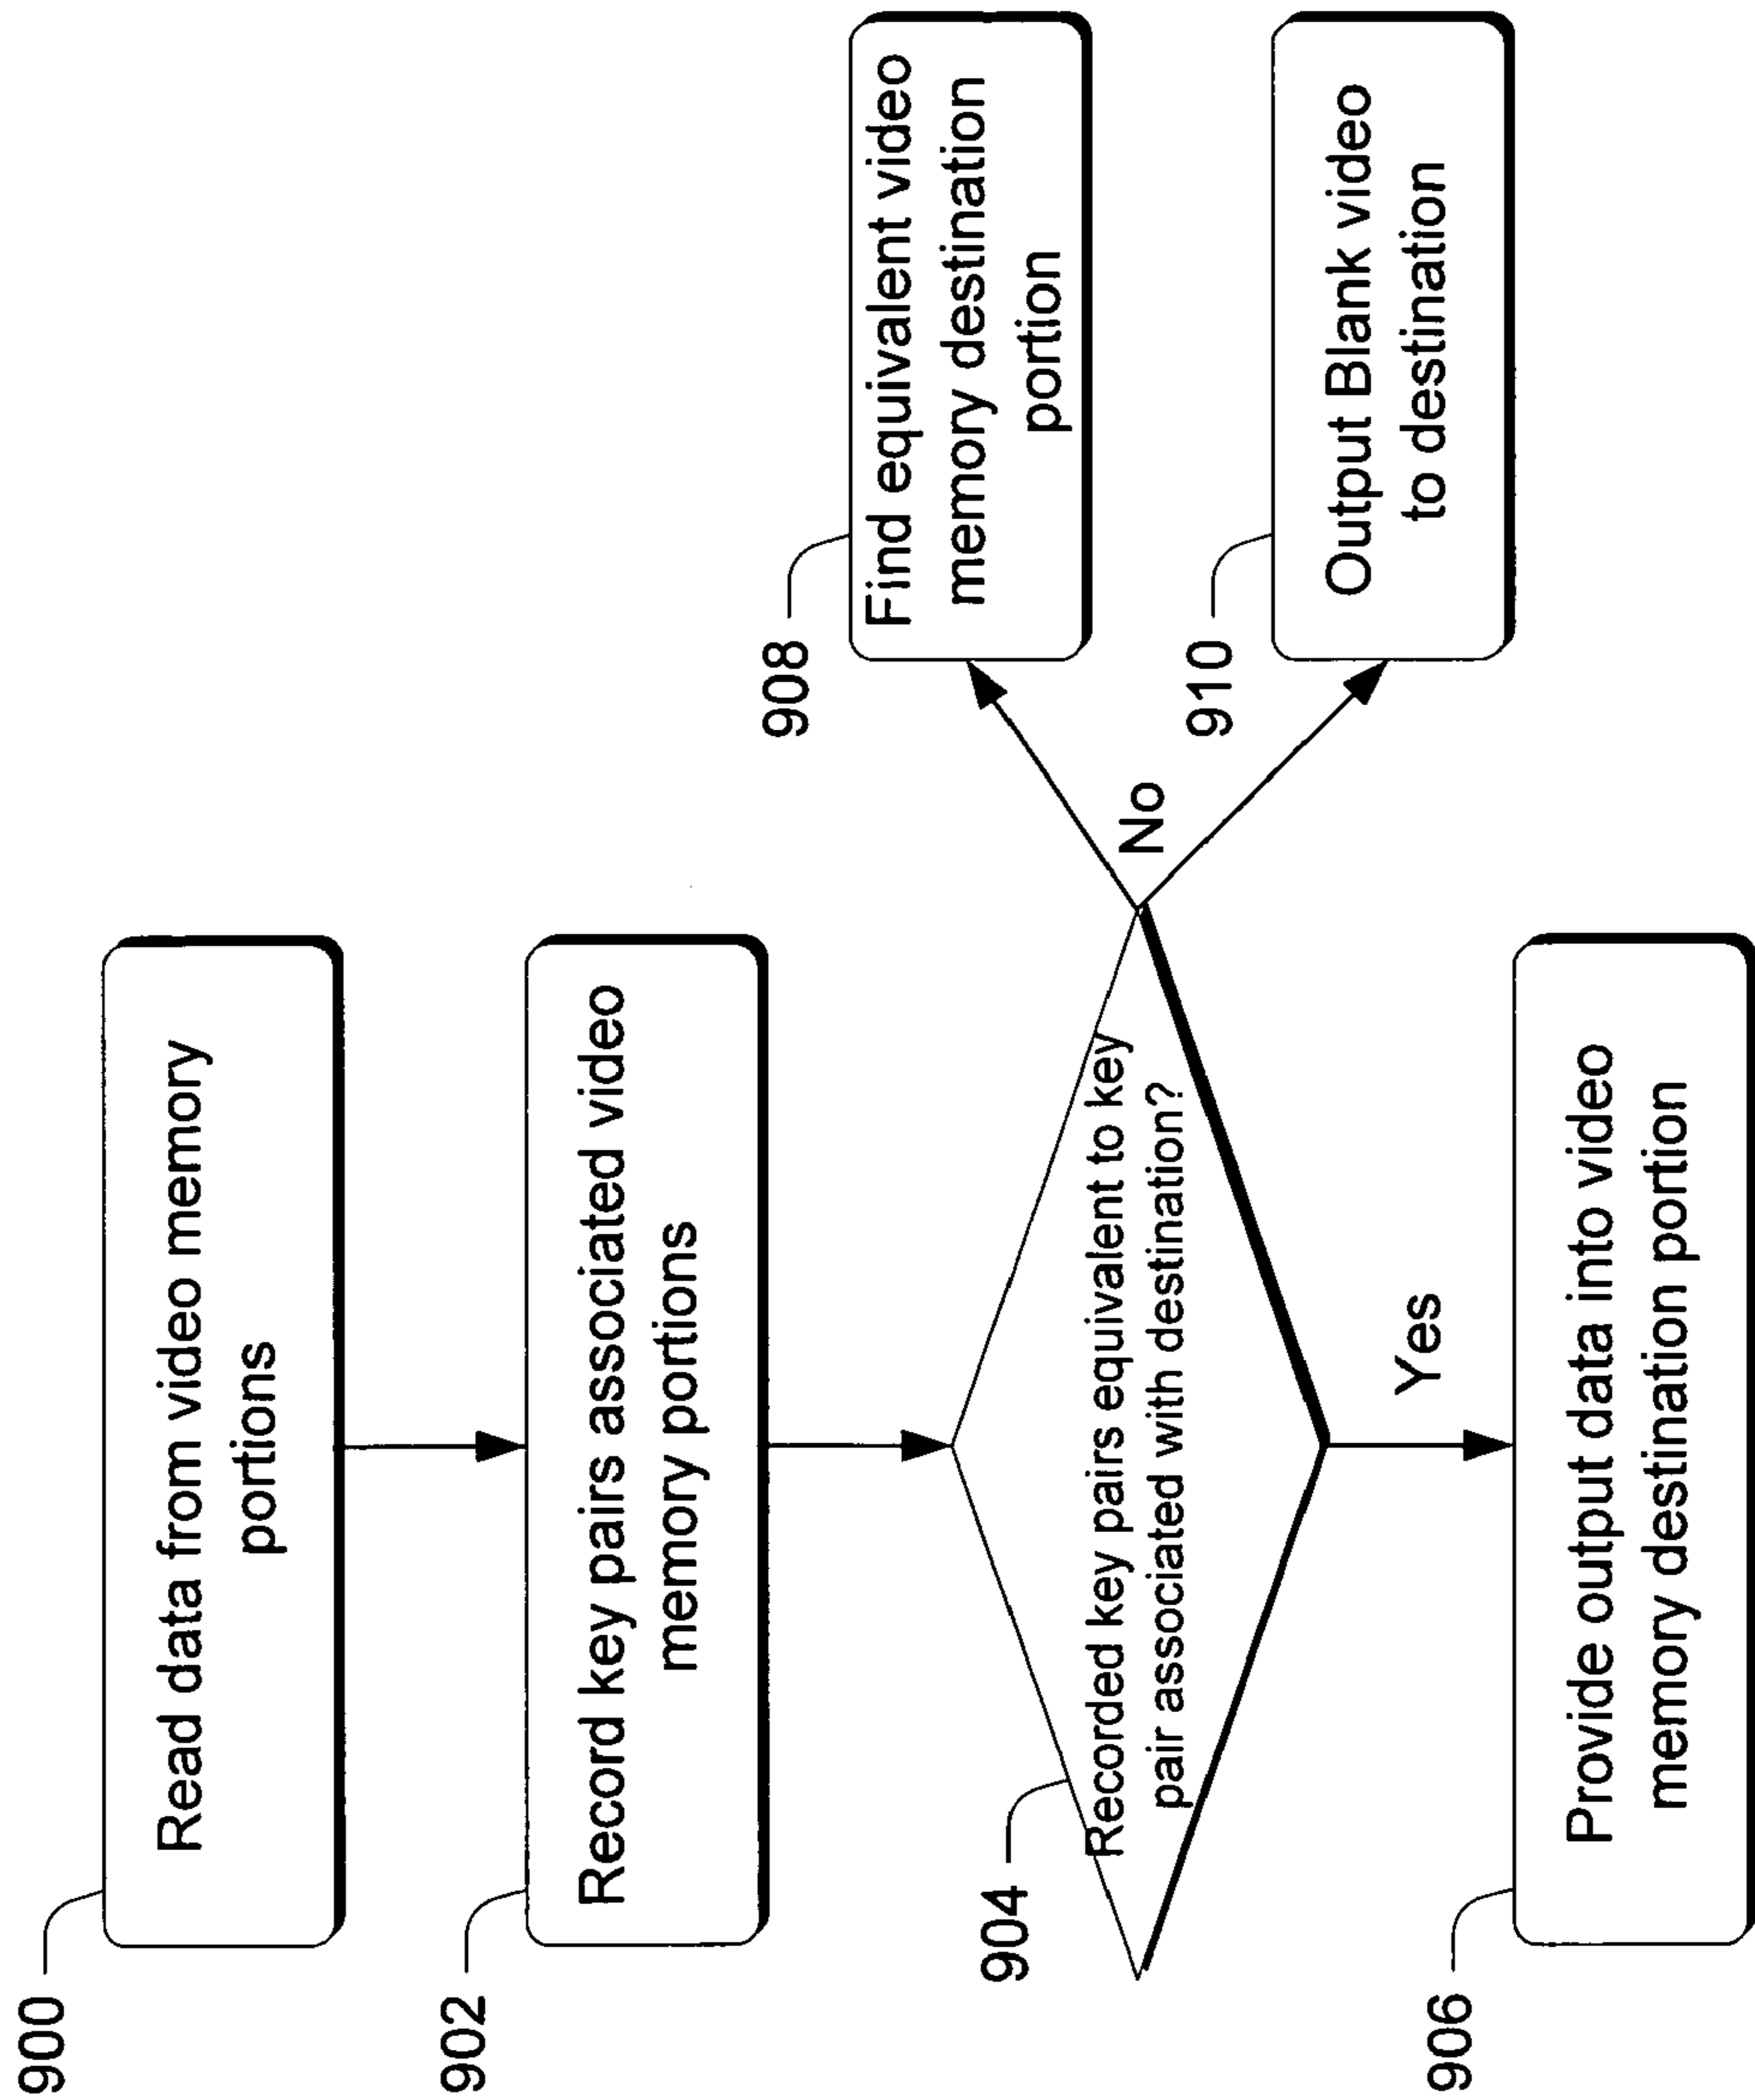 900
Read data from video memory
portions
902
Record key pairs associated video
memory portions
904
Recorded key pairs equivalent to key
pair associated with destination?
No
908
Find equivalent video
memory destination
portion
910
Output Blank video
to destination
Yes
906
Provide output data into video
memory destination portion